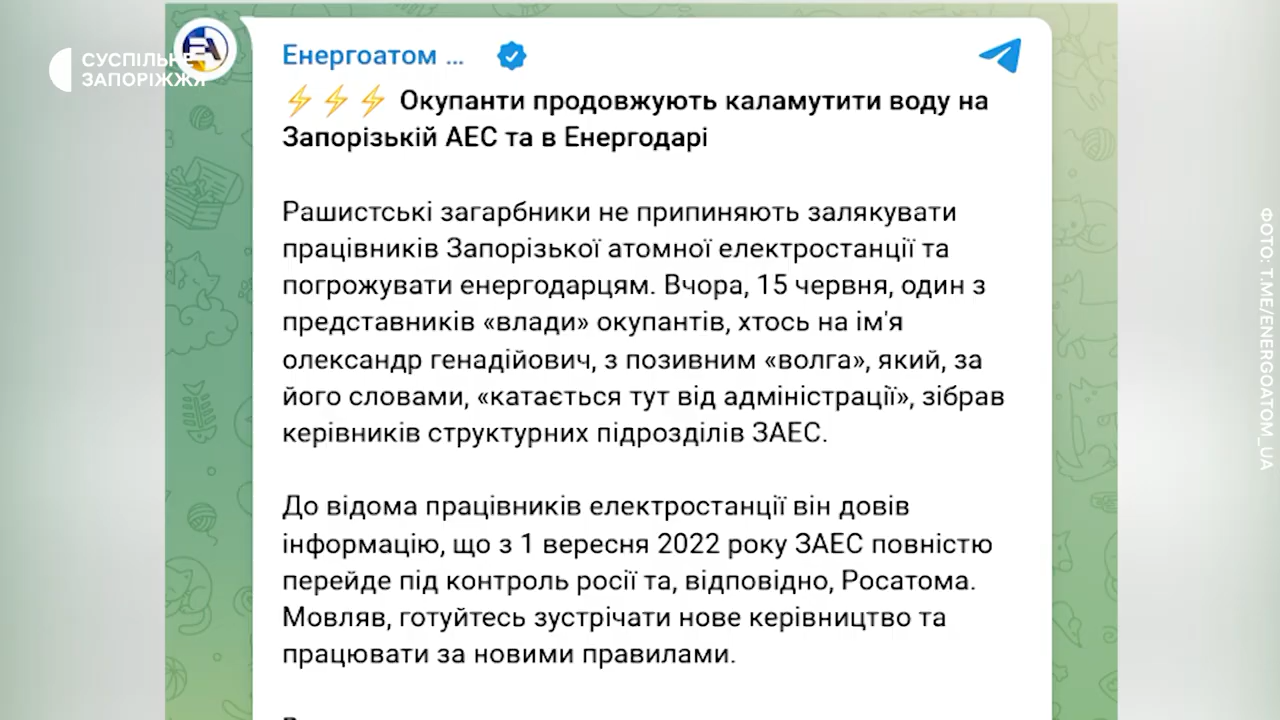 СУСПІЛЬНЕ
ЗАПОРІЖЖЯ
Енергоатом ...
⚡⚡⚡ Окупанти продовжують каламутити воду на
Запорізькій АЕС та в Енергодарі
Рашистські загарбники не припиняють залякувати
працівників Запорізької атомної електростанції та
погрожувати енергодарцям. Вчора, 15 червня, один з
представників «влади» окупантів, хтось на ім'я
олександр генадійович, з позивним «волга», який, за
його словами, «катається тут від адміністрації», зібрав
керівників структурних підрозділів ЗАЕС.
До відома працівників електростанції він довів
інформацію, що з 1 вересня 2022 року ЗАЕС повністю
перейде під контроль росії та, відповідно, Росатома.
Мовляв, готуйтесь зустрічати нове керівництво та
працювати за новими правилами.
ФОТО: T.ME/ENERGOATOM_UA